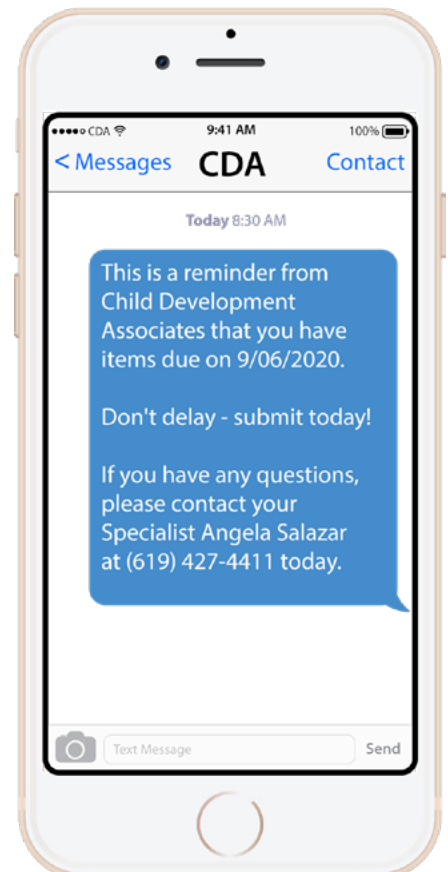 CDA 9:41 AM 100%
< Messages CDA Contact
Today 8:30 AM
This is a reminder from
Child Development
Associates that you have
items due on 9/06/2020.
Don't delay - submit today!
If you have any questions,
please contact your
Specialist Angela Salazar
at (619) 427-4411 today.
Text Message Send